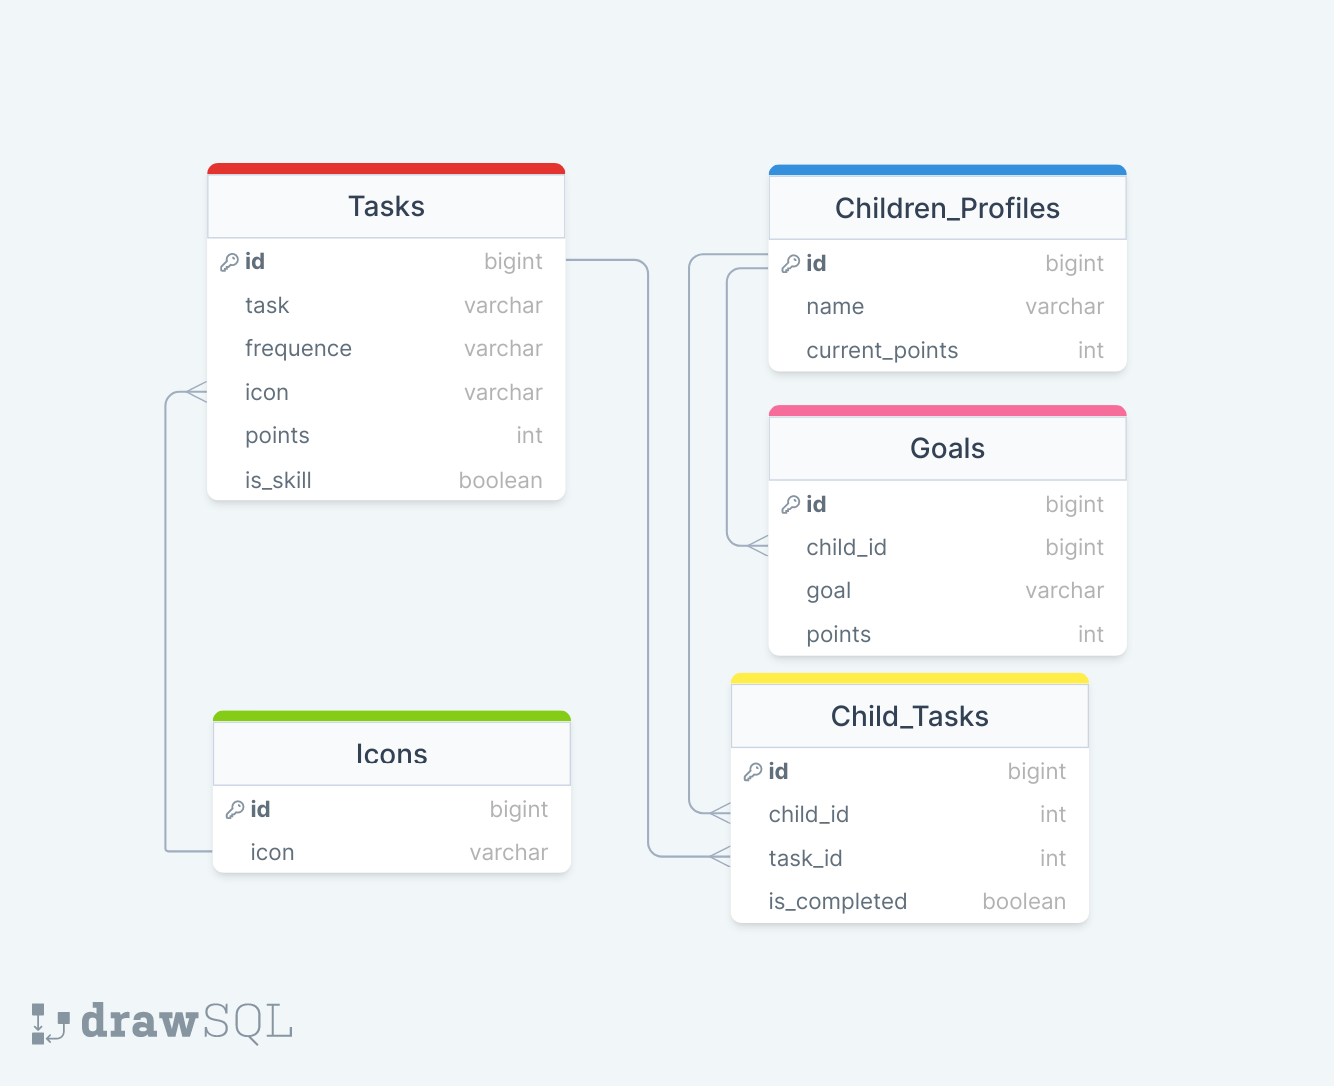 Tasks
id bigint
task varchar
frequence varchar
icon varchar
points int
is_skill boolean
Children_Profiles
id bigint
name varchar
current_points int
Goals
id bigint
child_id bigint
goal varchar
points int
Icons
id bigint
icon varchar
Child_Tasks
id bigint
child_id int
task_id int
is_completed boolean
drawSQL